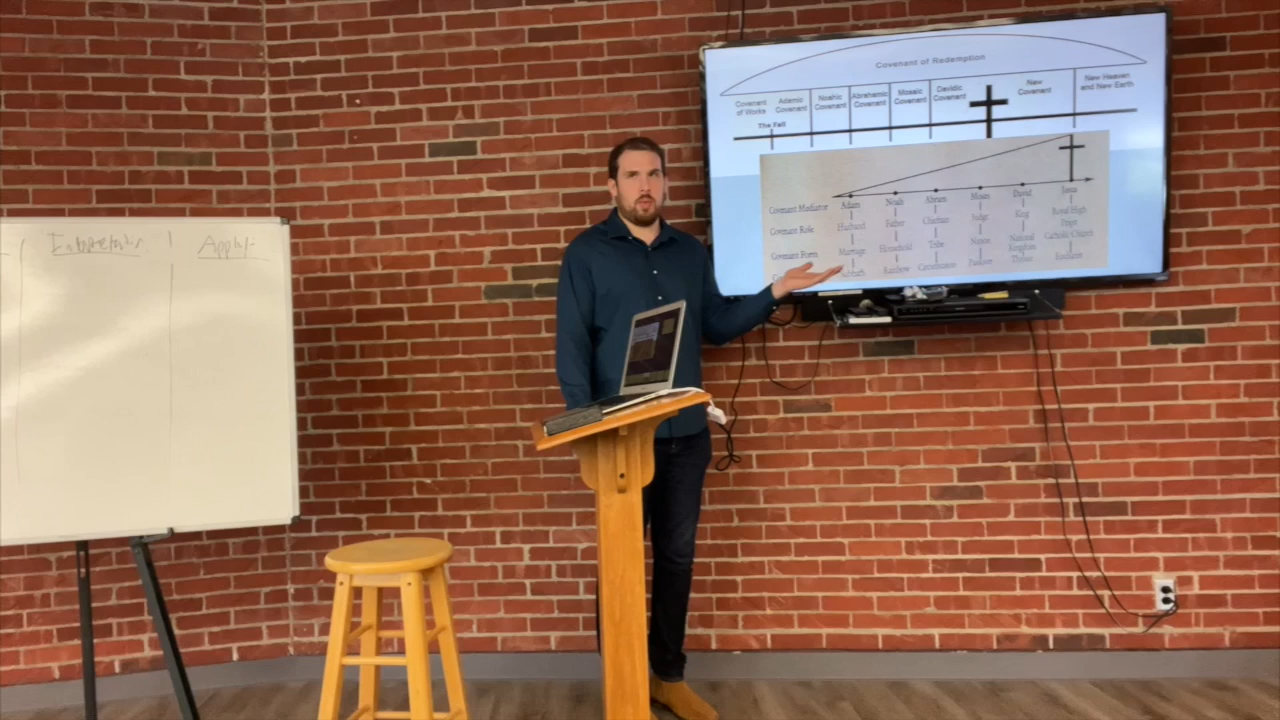 Interpretation Applicat.
Covenant of Redemption
Covenant of Works
Adamic Covenant
Noahic Covenant
Abrahamic Covenant
Mosaic Covenant
Davidic Covenant
New Covenant
New Heaven and New Earth
The Fall
Covenant Mediator Adam Noah Abram Moses David Jesus
Covenant Role Husband Father Chieftain Judge King Royal High Priest
Covenant Form Marriage Household Tribe Nation National Kingdom Catholic Church
Sabbath Rainbow Circumcision Passover Throne Eucharist